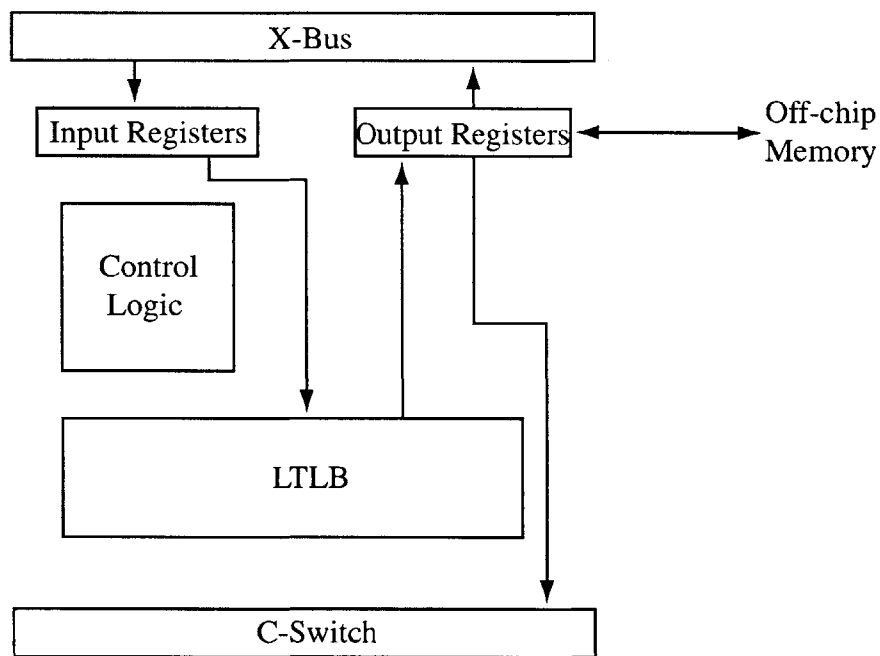 X-Bus
Input Registers
Output Registers
Off-chip
Memory
Control
Logic
LTLB
C-Switch